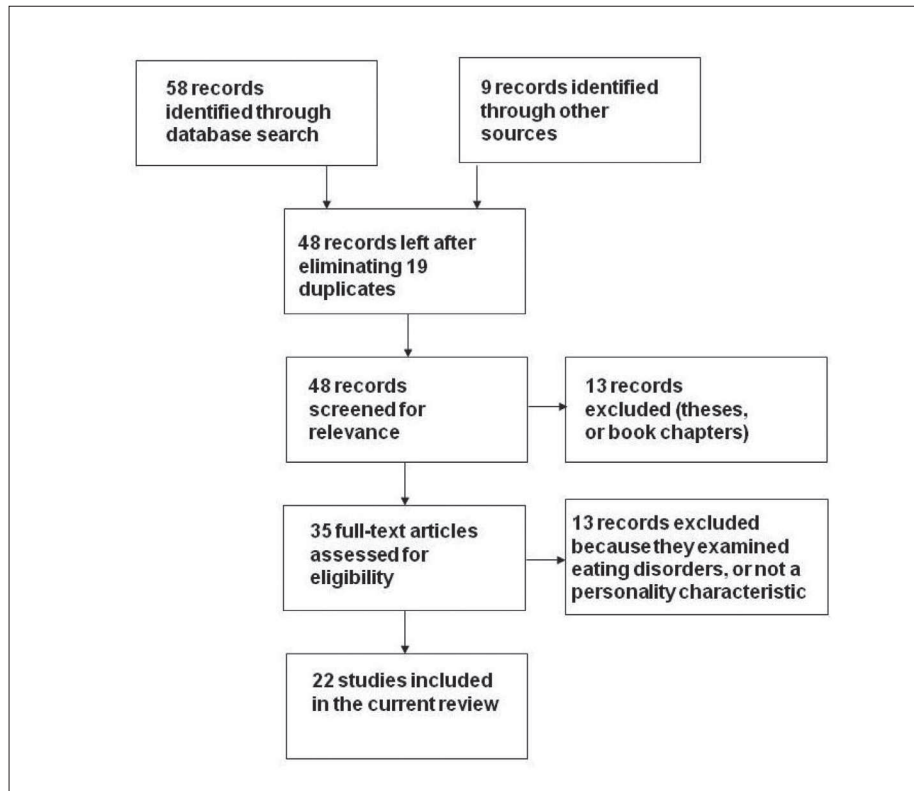 58 records
identified through
database search
9 records identified
through other
sources
48 records left after
eliminating 19
duplicates
48 records
screened for
relevance
13 records
excluded (theses,
or book chapters)
35 full-text articles
assessed for
eligibility
13 records excluded
because they examined
eating disorders, or not a
personality characteristic
22 studies included
in the current review